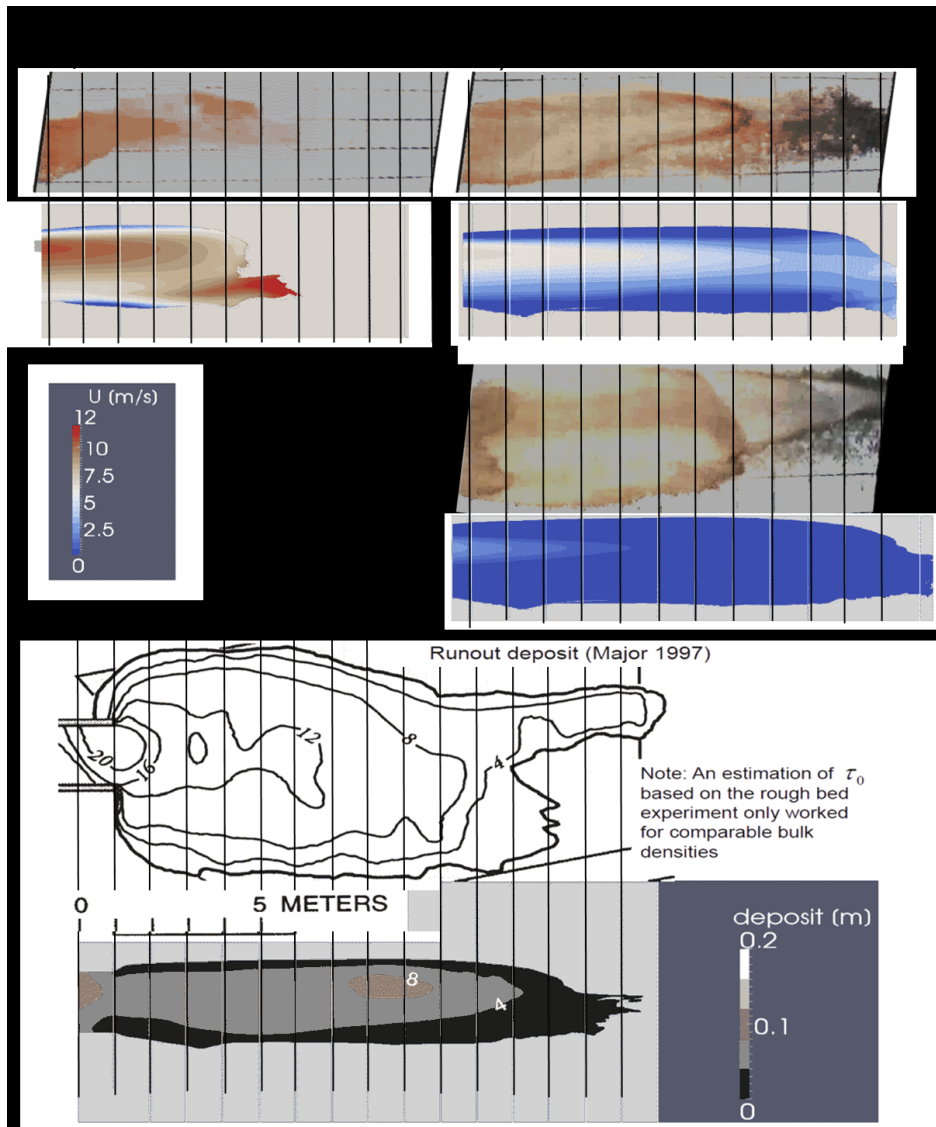 U (m/s)
12
10
7.5
5
2.5
0
Runout deposit (Major 1997)
12
8
20
16
4
Note: An estimation of τ₀
based on the rough bed
experiment only worked
for comparable bulk
densities
0 5 METERS
deposit (m)
0.2
0.1
0
8
4